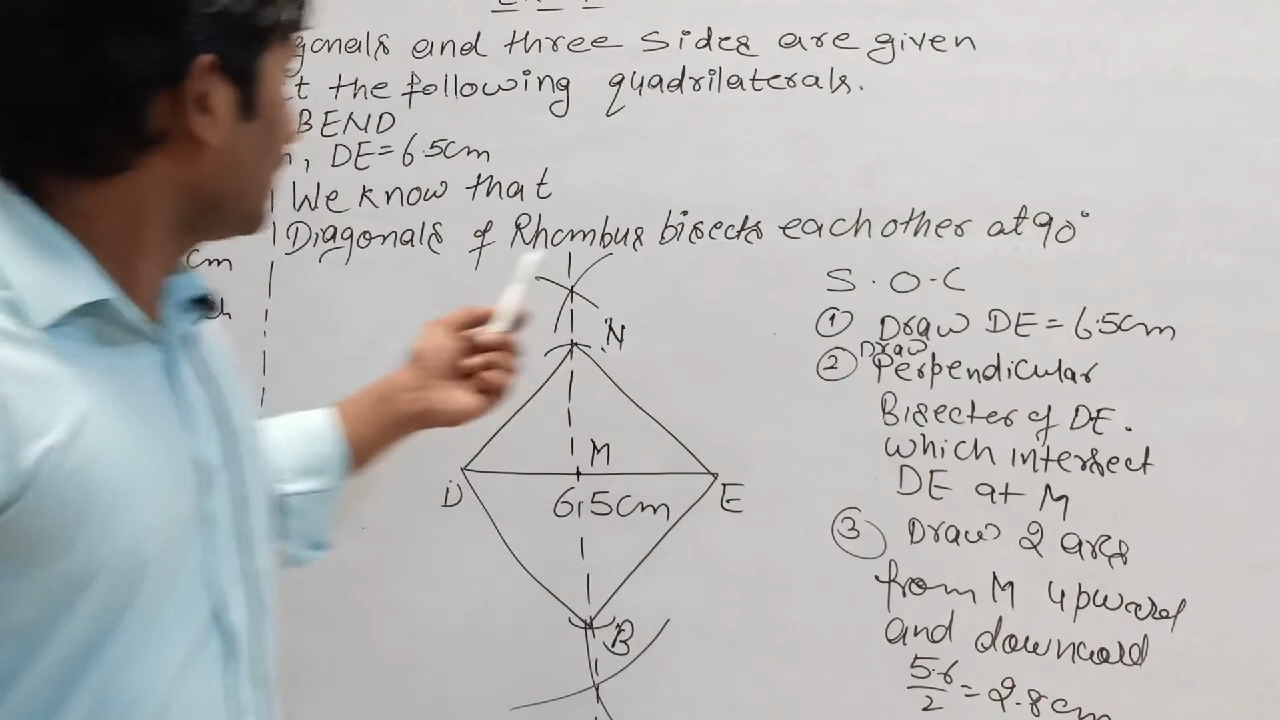 and three sides are given
the following quadrilaterals.
BEND
, DE=6.5cm
We know that
Diagonals of Rhombus bisects each other at 90°
cm
S.O.C
① Draw DE = 6.5cm
② Draw Perpendicular
Bisecter of DE.
which intersect
DE at M
③ Draw 2 arcs
from M upward
and downward
5.6/2 = 2.8cm
N
M
D
6.5cm
E
B